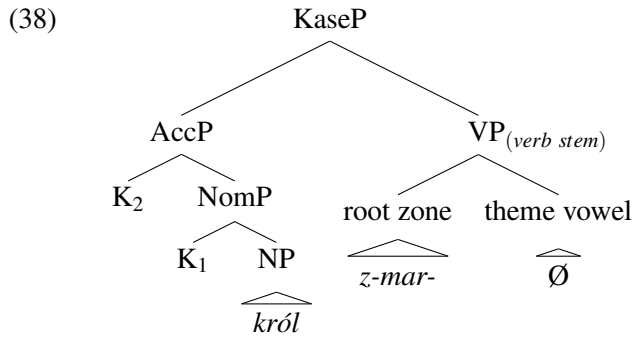 (38) KaseP
AccP VP(verb stem)
K2 NomP root zone theme vowel
K1 NP z-mar- Ø
król